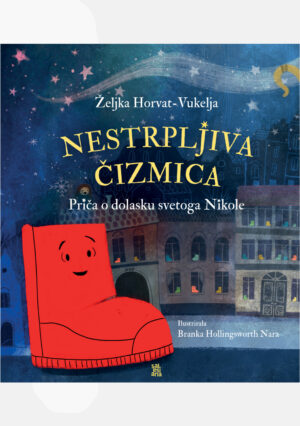 Željka Horvat-Vukelja
NESTRPLJIVA
ČIZMICA
Priča o dolasku svetoga Nikole
Ilustrirala
Branka Hollingsworth Nara